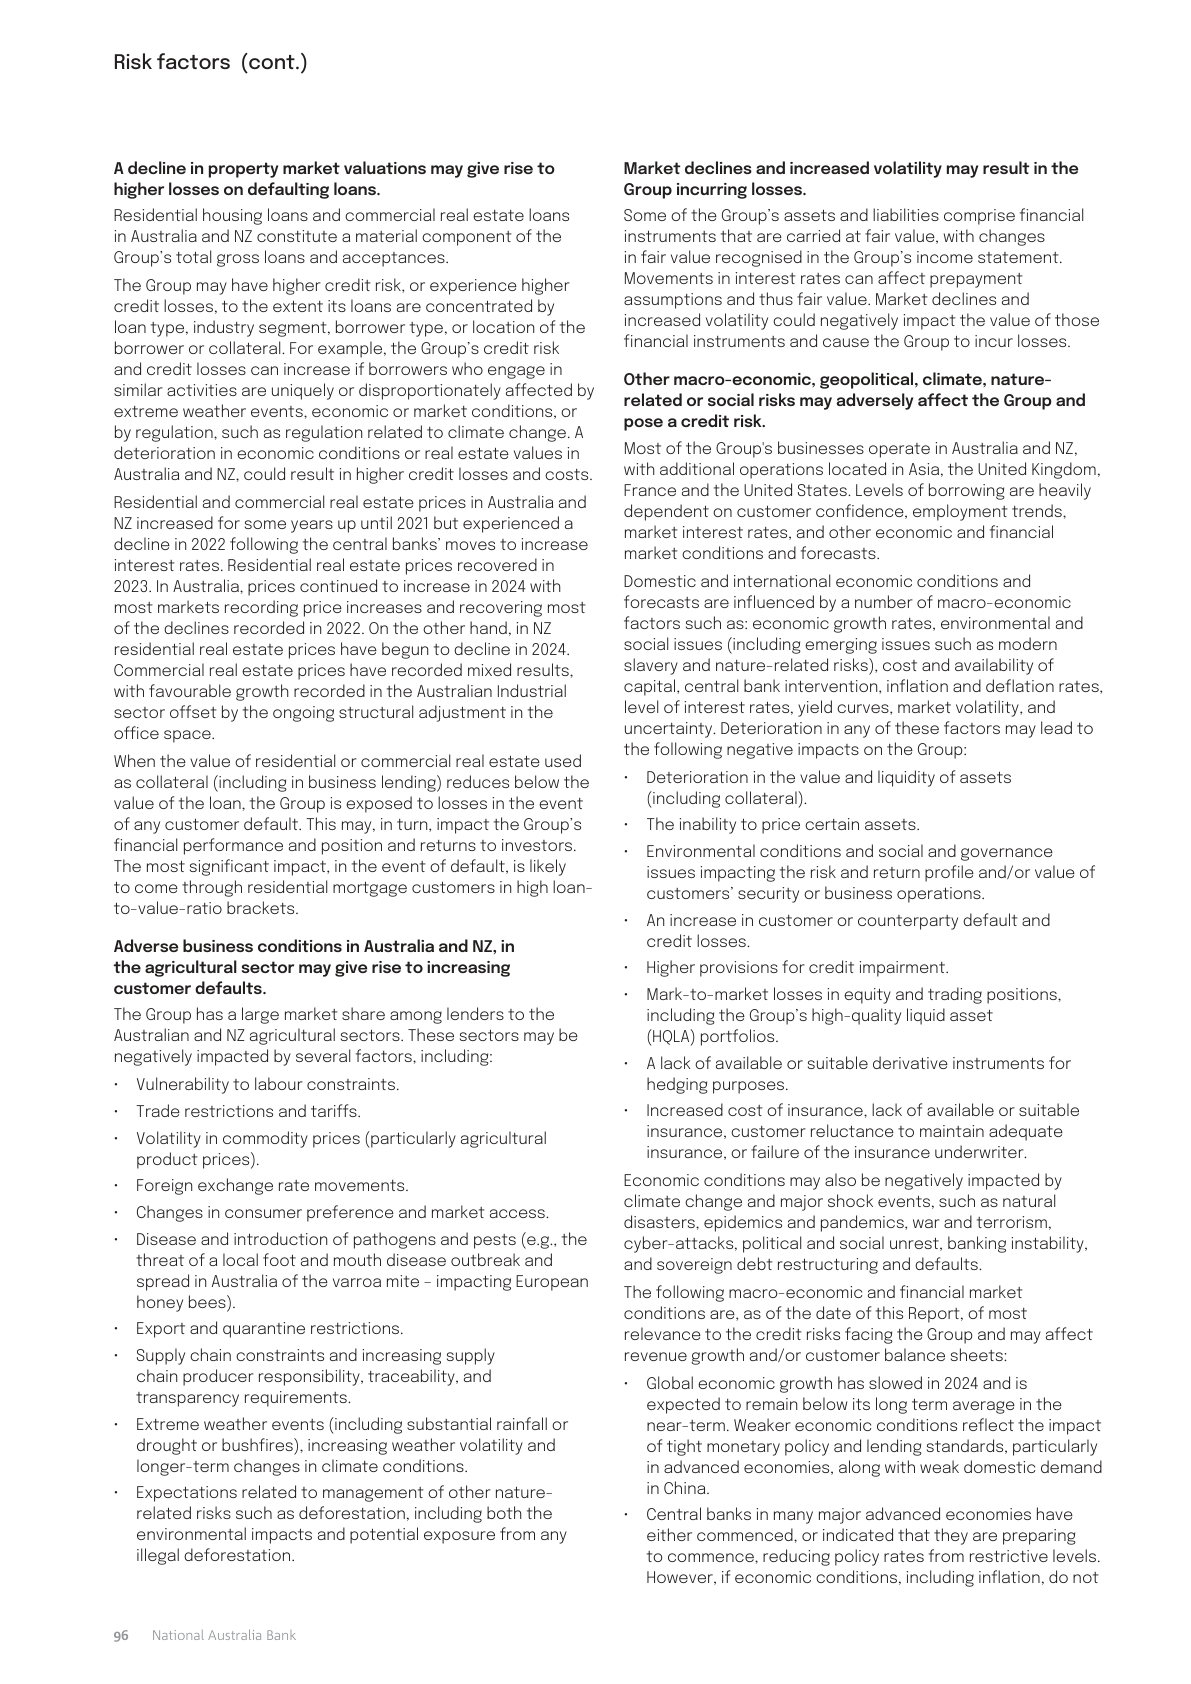 Risk factors (cont.)
A decline in property market valuations may give rise to
higher losses on defaulting loans.
Residential housing loans and commercial real estate loans
in Australia and NZ constitute a material component of the
Group's total gross loans and acceptances.
The Group may have higher credit risk, or experience higher
credit losses, to the extent its loans are concentrated by
loan type, industry segment, borrower type, or location of the
borrower or collateral. For example, the Group's credit risk
and credit losses can increase if borrowers who engage in
similar activities are uniquely or disproportionately affected by
extreme weather events, economic or market conditions, or
by regulation, such as regulation related to climate change. A
deterioration in economic conditions or real estate values in
Australia and NZ, could result in higher credit losses and costs.
Residential and commercial real estate prices in Australia and
NZ increased for some years up until 2021 but experienced a
decline in 2022 following the central banks' moves to increase
interest rates. Residential real estate prices recovered in
2023. In Australia, prices continued to increase in 2024 with
most markets recording price increases and recovering most
of the declines recorded in 2022. On the other hand, in NZ
residential real estate prices have begun to decline in 2024.
Commercial real estate prices have recorded mixed results,
with favourable growth recorded in the Australian Industrial
sector offset by the ongoing structural adjustment in the
office space.
When the value of residential or commercial real estate used
as collateral (including in business lending) reduces below the
value of the loan, the Group is exposed to losses in the event
of any customer default. This may, in turn, impact the Group's
financial performance and position and returns to investors.
The most significant impact, in the event of default, is likely
to come through residential mortgage customers in high loan-
to-value-ratio brackets.
Adverse business conditions in Australia and NZ, in
the agricultural sector may give rise to increasing
customer defaults.
The Group has a large market share among lenders to the
Australian and NZ agricultural sectors. These sectors may be
negatively impacted by several factors, including:
• Vulnerability to labour constraints.
• Trade restrictions and tariffs.
• Volatility in commodity prices (particularly agricultural
product prices).
• Foreign exchange rate movements.
• Changes in consumer preference and market access.
• Disease and introduction of pathogens and pests (e.g., the
threat of a local foot and mouth disease outbreak and
spread in Australia of the varroa mite – impacting European
honey bees).
• Export and quarantine restrictions.
• Supply chain constraints and increasing supply
chain producer responsibility, traceability, and
transparency requirements.
• Extreme weather events (including substantial rainfall or
drought or bushfires), increasing weather volatility and
longer-term changes in climate conditions.
• Expectations related to management of other nature-
related risks such as deforestation, including both the
environmental impacts and potential exposure from any
illegal deforestation.
Market declines and increased volatility may result in the
Group incurring losses.
Some of the Group's assets and liabilities comprise financial
instruments that are carried at fair value, with changes
in fair value recognised in the Group's income statement.
Movements in interest rates can affect prepayment
assumptions and thus fair value. Market declines and
increased volatility could negatively impact the value of those
financial instruments and cause the Group to incur losses.
Other macro-economic, geopolitical, climate, nature-
related or social risks may adversely affect the Group and
pose a credit risk.
Most of the Group's businesses operate in Australia and NZ,
with additional operations located in Asia, the United Kingdom,
France and the United States. Levels of borrowing are heavily
dependent on customer confidence, employment trends,
market interest rates, and other economic and financial
market conditions and forecasts.
Domestic and international economic conditions and
forecasts are influenced by a number of macro-economic
factors such as: economic growth rates, environmental and
social issues (including emerging issues such as modern
slavery and nature-related risks), cost and availability of
capital, central bank intervention, inflation and deflation rates,
level of interest rates, yield curves, market volatility, and
uncertainty. Deterioration in any of these factors may lead to
the following negative impacts on the Group:
• Deterioration in the value and liquidity of assets
(including collateral).
• The inability to price certain assets.
• Environmental conditions and social and governance
issues impacting the risk and return profile and/or value of
customers' security or business operations.
• An increase in customer or counterparty default and
credit losses.
• Higher provisions for credit impairment.
• Mark-to-market losses in equity and trading positions,
including the Group's high-quality liquid asset
(HQLA) portfolios.
• A lack of available or suitable derivative instruments for
hedging purposes.
• Increased cost of insurance, lack of available or suitable
insurance, customer reluctance to maintain adequate
insurance, or failure of the insurance underwriter.
Economic conditions may also be negatively impacted by
climate change and major shock events, such as natural
disasters, epidemics and pandemics, war and terrorism,
cyber-attacks, political and social unrest, banking instability,
and sovereign debt restructuring and defaults.
The following macro-economic and financial market
conditions are, as of the date of this Report, of most
relevance to the credit risks facing the Group and may affect
revenue growth and/or customer balance sheets:
• Global economic growth has slowed in 2024 and is
expected to remain below its long term average in the
near-term. Weaker economic conditions reflect the impact
of tight monetary policy and lending standards, particularly
in advanced economies, along with weak domestic demand
in China.
• Central banks in many major advanced economies have
either commenced, or indicated that they are preparing
to commence, reducing policy rates from restrictive levels.
However, if economic conditions, including inflation, do not
96 National Australia Bank